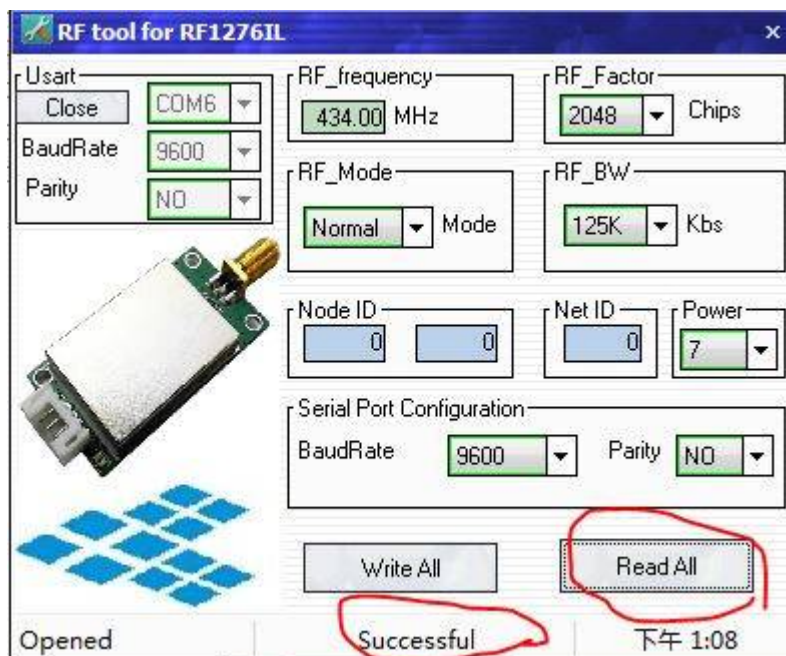 RF tool for RF1276IL
Usart
Close COM6
BaudRate 9600
Parity NO
RF_frequency
434.00 MHz
RF_Factor
2048 Chips
RF_Mode
Normal Mode
RF_BW
125K Kbs
Node ID
0 0
Net ID
0
Power
7
Serial Port Configuration
BaudRate 9600 Parity NO
Write All Read All
Opened Successful 下午 1:08